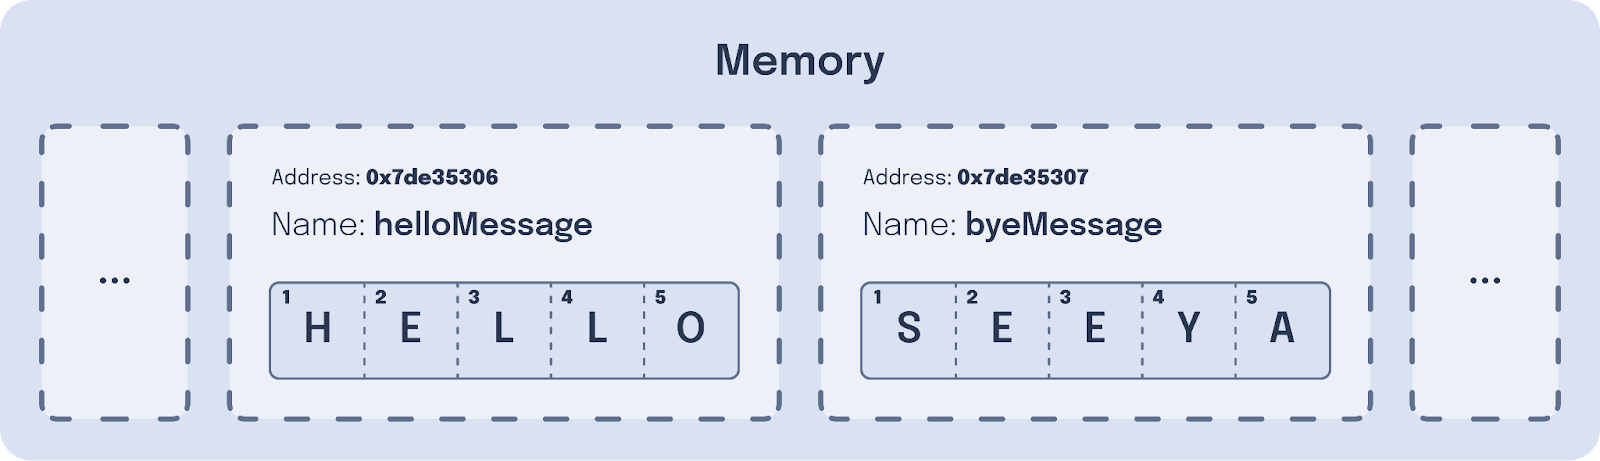 Memory
...
Address: 0x7de35306
Name: helloMessage
1 H 2 E 3 L 4 L 5 O
Address: 0x7de35307
Name: byeMessage
1 S 2 E 3 E 4 Y 5 A
...